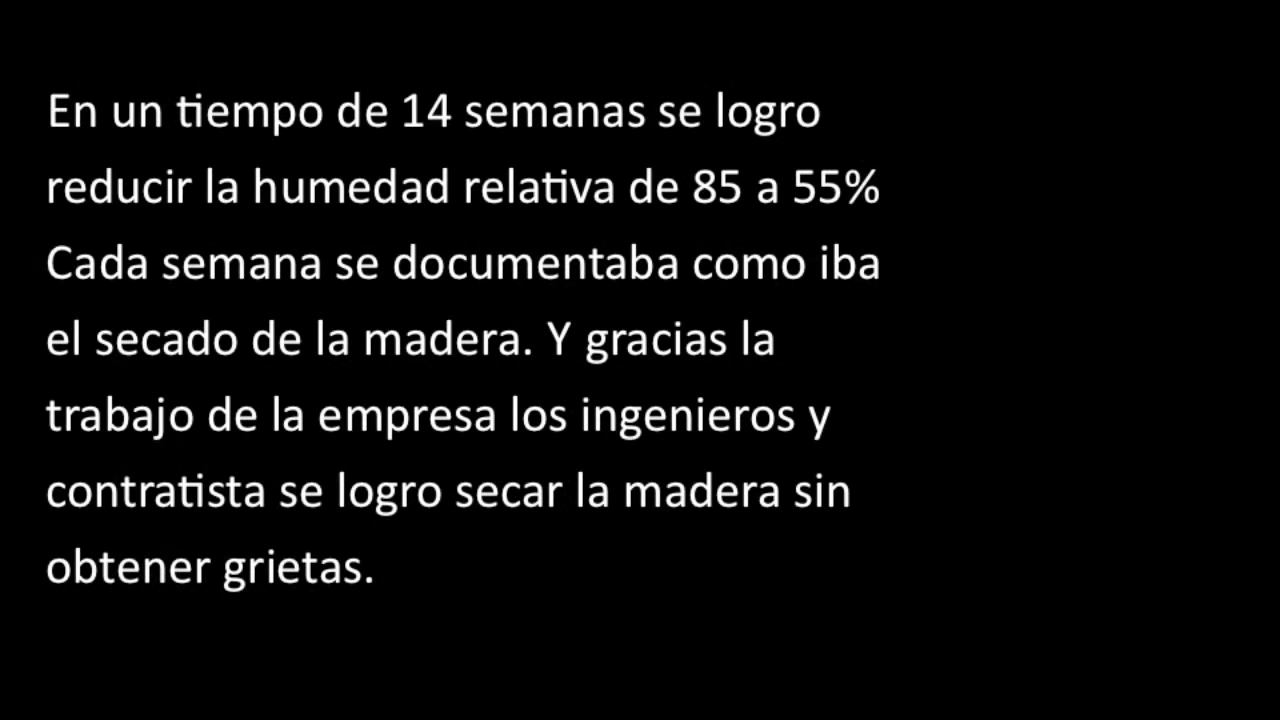 En un tiempo de 14 semanas se logro
reducir la humedad relativa de 85 a 55%
Cada semana se documentaba como iba
el secado de la madera. Y gracias la
trabajo de la empresa los ingenieros y
contratista se logro secar la madera sin
obtener grietas.